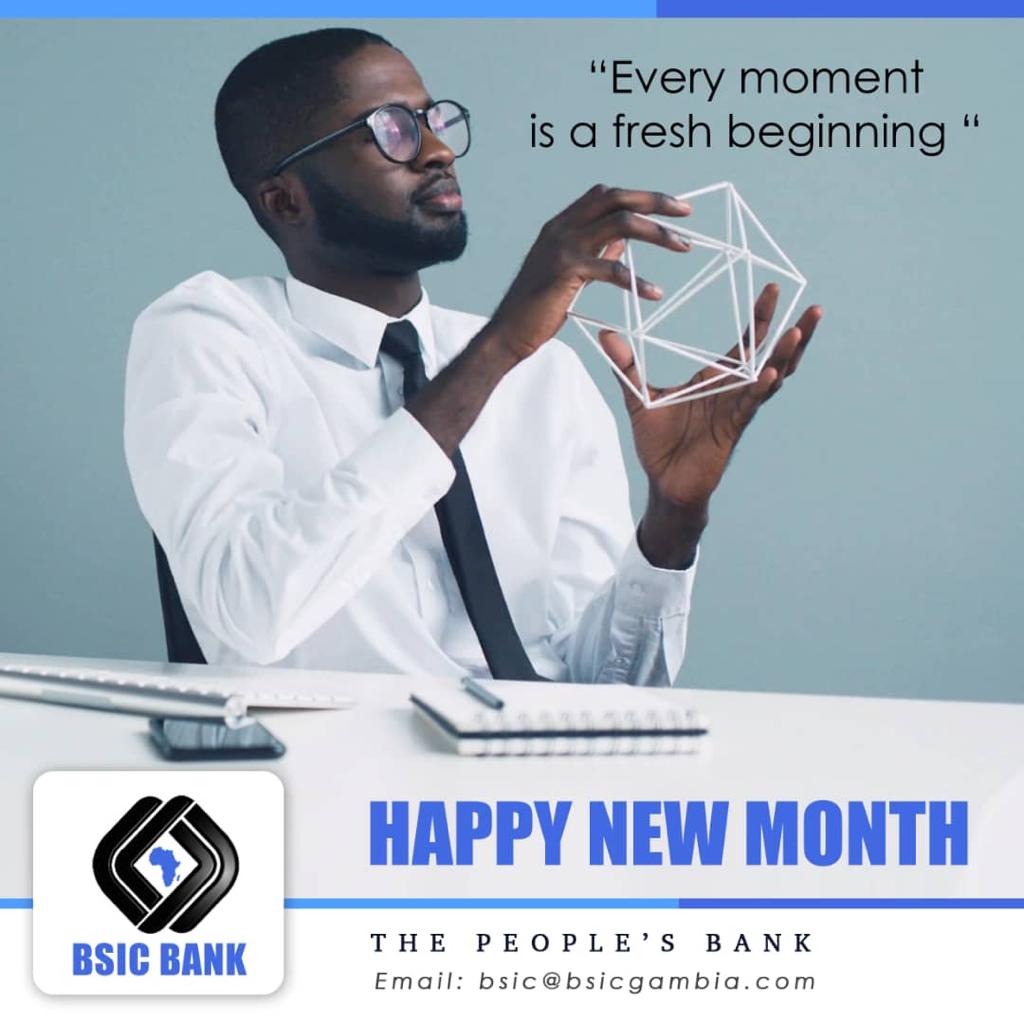 “Every moment
is a fresh beginning “
HAPPY NEW MONTH
BSIC BANK
THE PEOPLE’S BANK
Email: bsic@bsicgambia.com